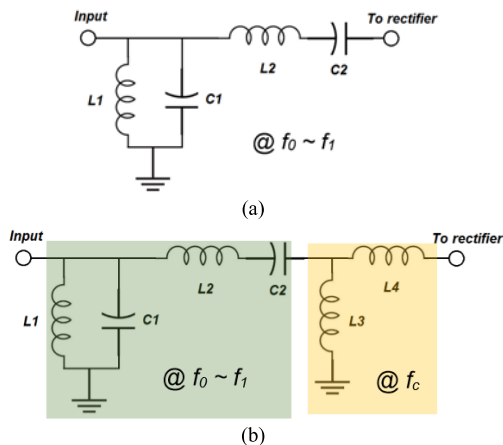 Input
To rectifier
L1
C1
L2
C2
@ f0 ~ f1
(a)
Input
To rectifier
L1
C1
L2
C2
L3
L4
@ f0 ~ f1
@ fc
(b)